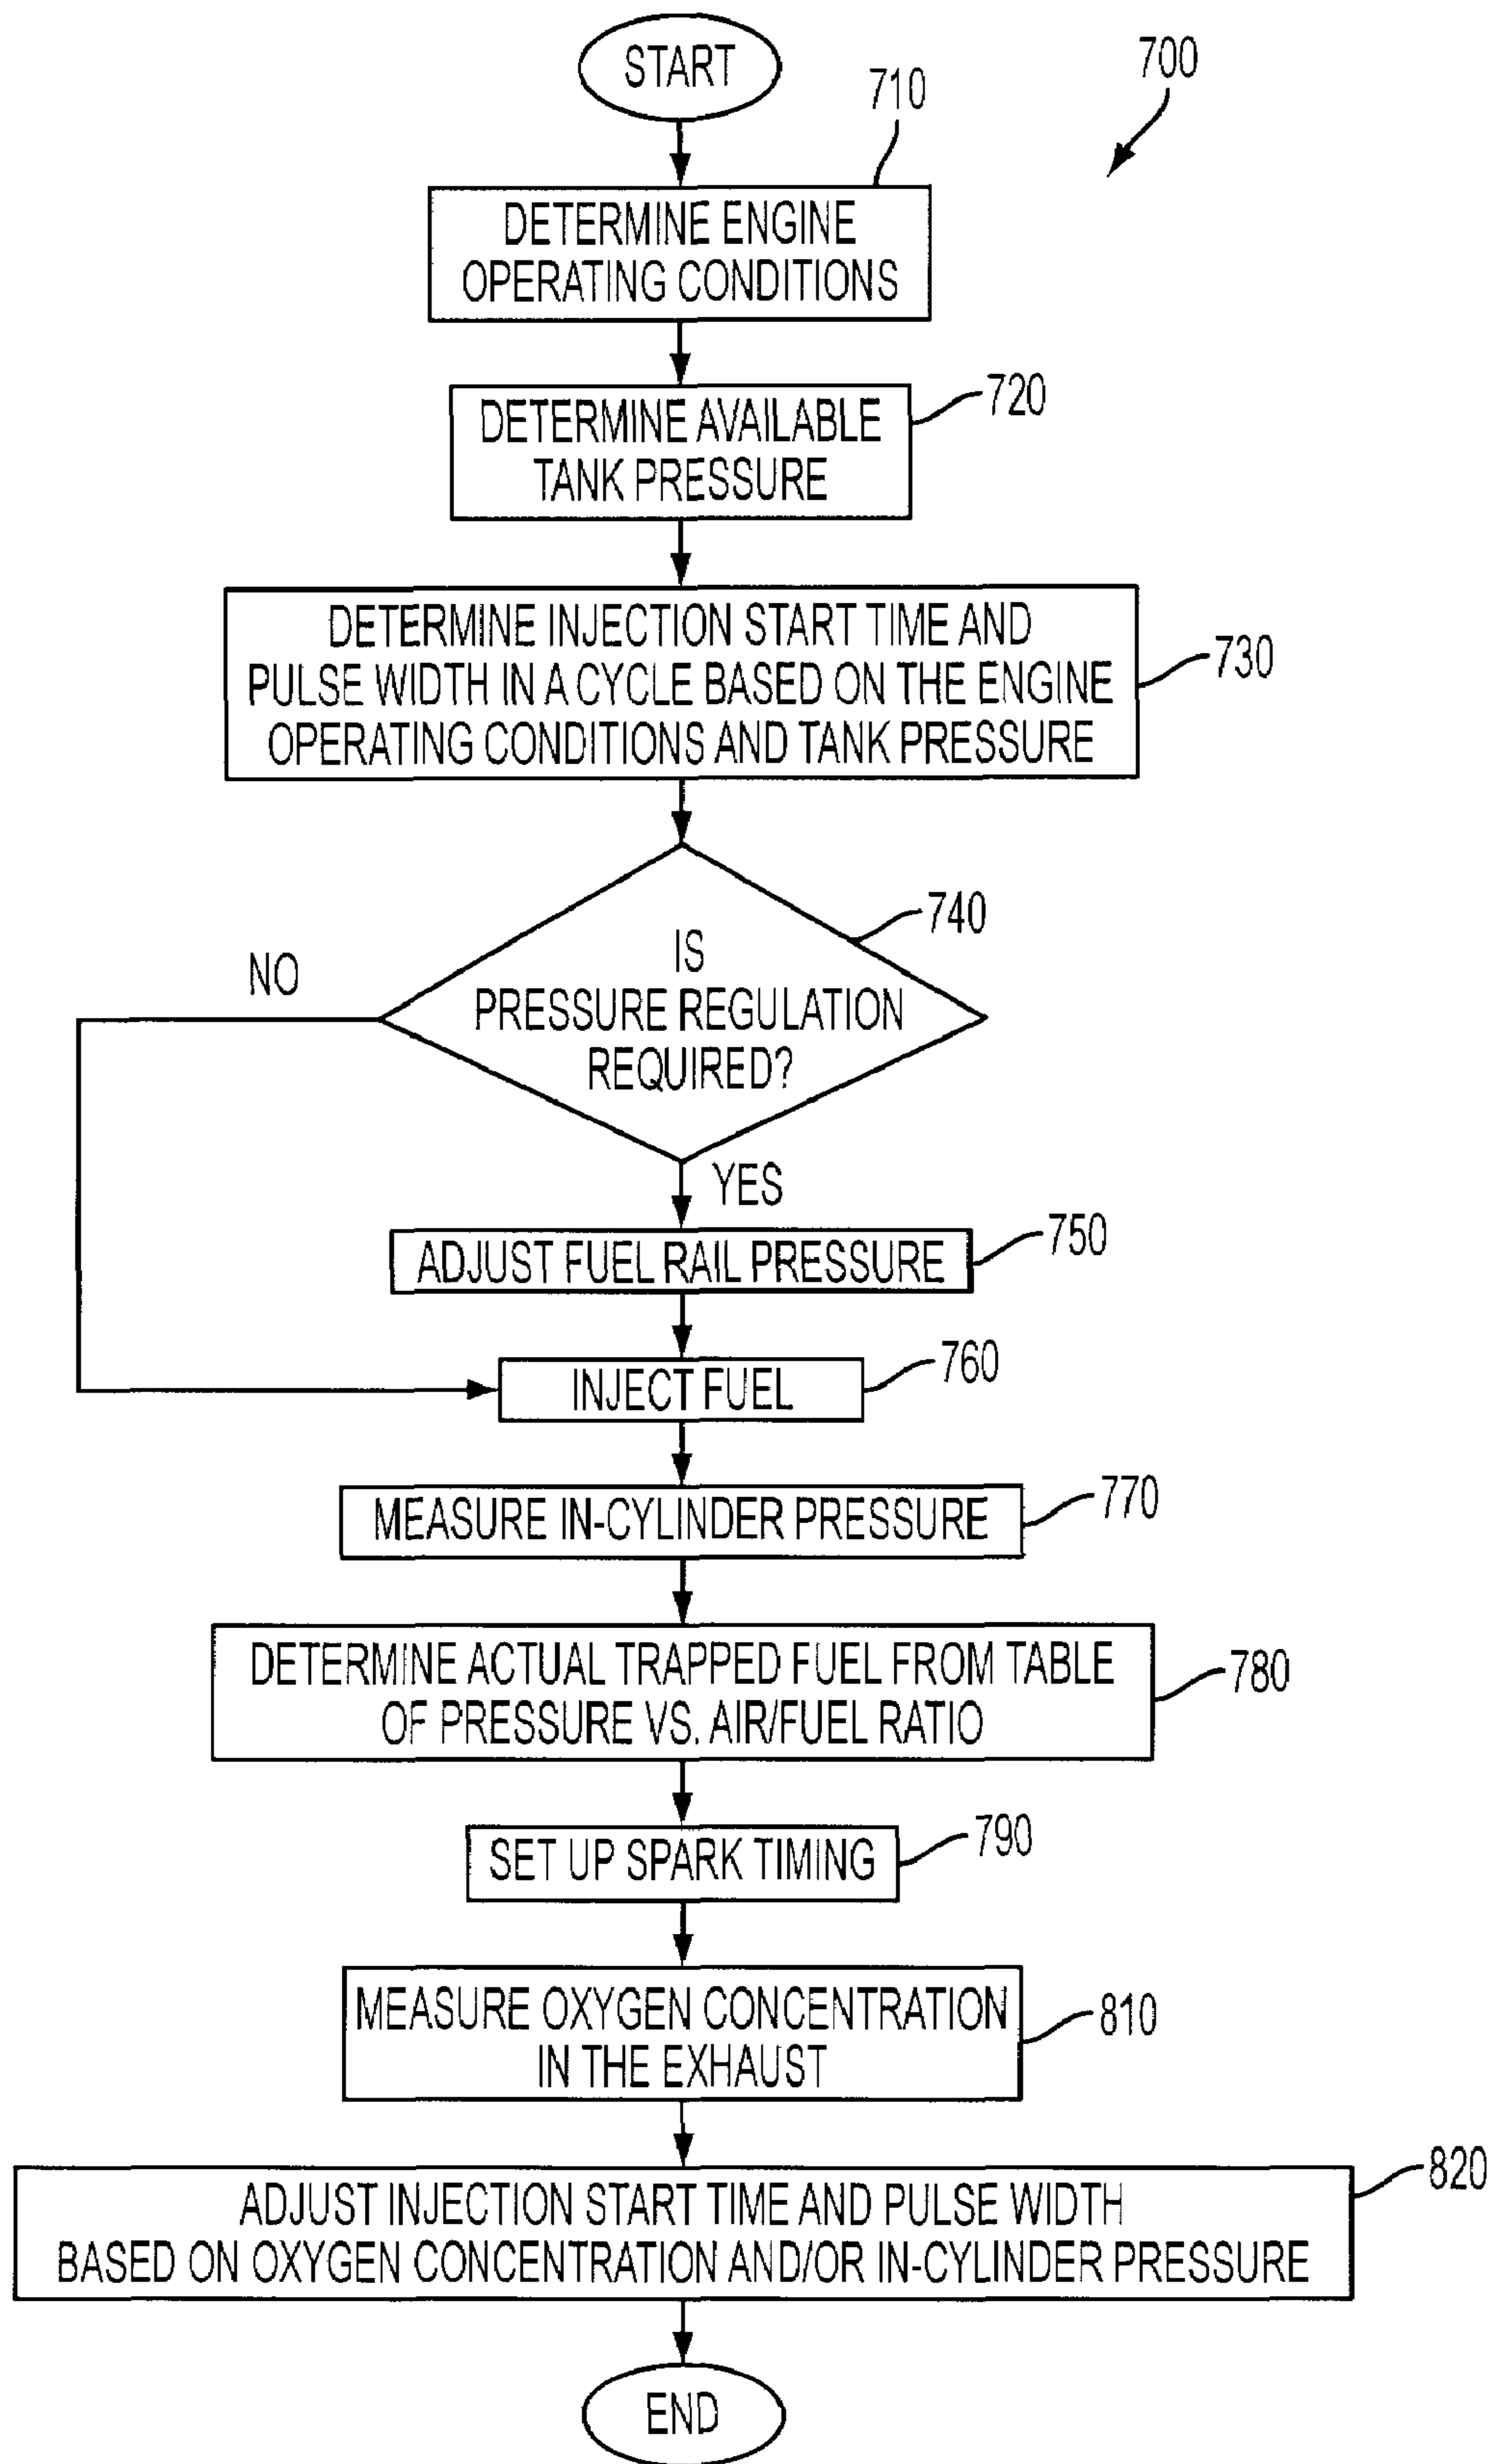 START
700
710
DETERMINE ENGINE
OPERATING CONDITIONS
720
DETERMINE AVAILABLE
TANK PRESSURE
DETERMINE INJECTION START TIME AND
PULSE WIDTH IN A CYCLE BASED ON THE ENGINE
OPERATING CONDITIONS AND TANK PRESSURE
730
740
NO
IS
PRESSURE REGULATION
REQUIRED?
YES
750
ADJUST FUEL RAIL PRESSURE
760
INJECT FUEL
770
MEASURE IN-CYLINDER PRESSURE
DETERMINE ACTUAL TRAPPED FUEL FROM TABLE
OF PRESSURE VS. AIR/FUEL RATIO
780
790
SET UP SPARK TIMING
MEASURE OXYGEN CONCENTRATION
IN THE EXHAUST
810
820
ADJUST INJECTION START TIME AND PULSE WIDTH
BASED ON OXYGEN CONCENTRATION AND/OR IN-CYLINDER PRESSURE
END